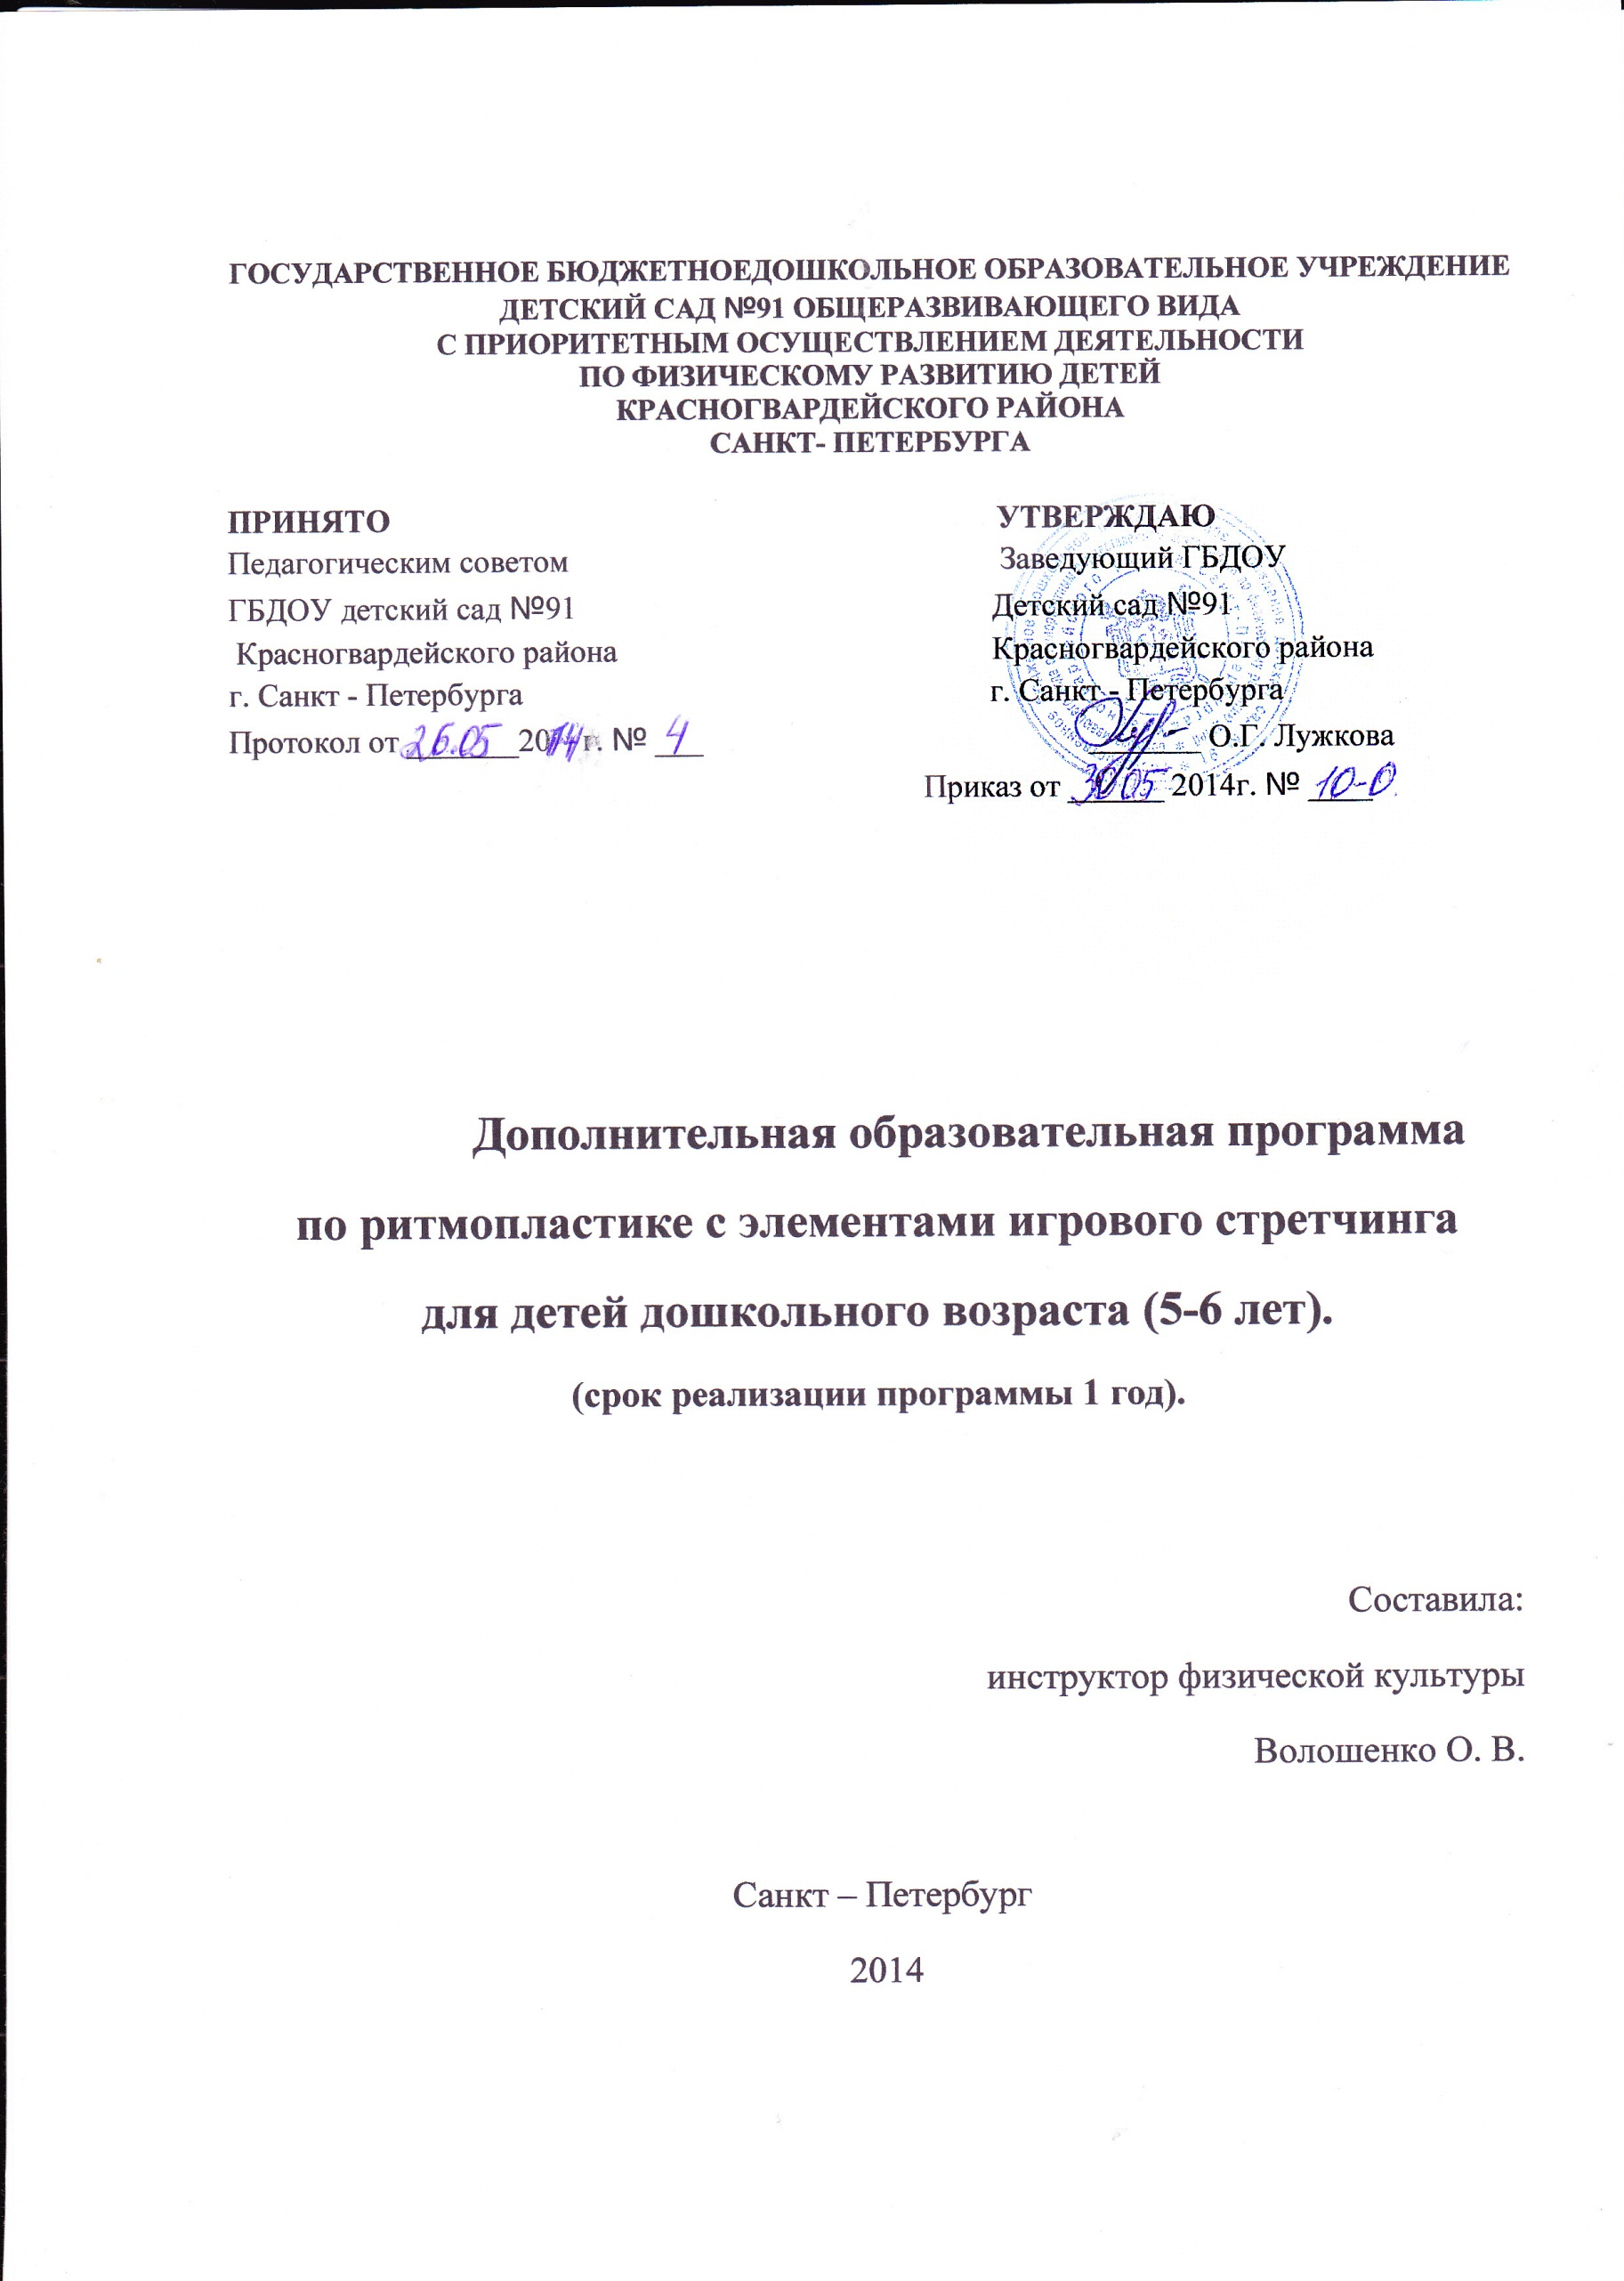 ГОСУДАРСТВЕННОЕ БЮДЖЕТНОЕДОШКОЛЬНОЕ ОБРАЗОВАТЕЛЬНОЕ УЧРЕЖДЕНИЕ
ДЕТСКИЙ САД №91 ОБЩЕРАЗВИВАЮЩЕГО ВИДА
С ПРИОРИТЕТНЫМ ОСУЩЕСТВЛЕНИЕМ ДЕЯТЕЛЬНОСТИ
ПО ФИЗИЧЕСКОМУ РАЗВИТИЮ ДЕТЕЙ
КРАСНОГВАРДЕЙСКОГО РАЙОНА
САНКТ- ПЕТЕРБУРГА
ПРИНЯТО
Педагогическим советом
ГБДОУ детский сад №91
Красногвардейского района
г. Санкт - Петербурга
Протокол от 26.05 2014г. № 4
УТВЕРЖДАЮ
Заведующий ГБДОУ
Детский сад №91
Красногвардейского района
г. Санкт - Петербурга
О.Г. Лужкова
Приказ от 30 05 2014г. № 10-О
Дополнительная образовательная программа
по ритмопластике с элементами игрового стретчинга
для детей дошкольного возраста (5-6 лет).
(срок реализации программы 1 год).
Составила:
инструктор физической культуры
Волошенко О. В.
Санкт – Петербург
2014